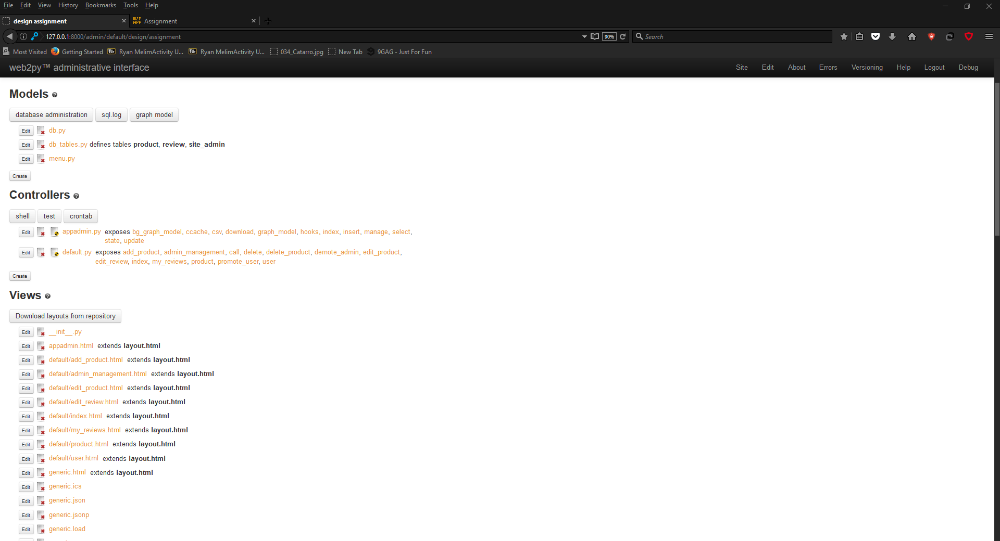 File Edit View History Bookmarks Tools Help
design assignment
W2P APP Assignment
127.0.0.1:8000/admin/default/design/assignment 90% Search
Most Visited Getting Started Bb Ryan MelimActivity U... Bb Ryan MelimActivity U... 034_Catarro.jpg New Tab 9GAG - Just For Fun
web2py™ administrative interface Site Edit About Errors Versioning Help Logout Debug
Models ?
database administration sql.log graph model
Edit db.py
Edit db_tables.py defines tables product, review, site_admin
Edit menu.py
Create
Controllers ?
shell test crontab
Edit appadmin.py exposes bg_graph_model, ccache, csv, download, graph_model, hooks, index, insert, manage, select,
state, update
Edit default.py exposes add_product, admin_management, call, delete, delete_product, demote_admin, edit_product,
edit_review, index, my_reviews, product, promote_user, user
Create
Views ?
Download layouts from repository
Edit __init__.py
Edit appadmin.html extends layout.html
Edit default/add_product.html extends layout.html
Edit default/admin_management.html extends layout.html
Edit default/edit_product.html extends layout.html
Edit default/edit_review.html extends layout.html
Edit default/index.html extends layout.html
Edit default/my_reviews.html extends layout.html
Edit default/product.html extends layout.html
Edit default/user.html extends layout.html
Edit generic.html extends layout.html
Edit generic.ics
Edit generic.json
Edit generic.jsonp
Edit generic.load